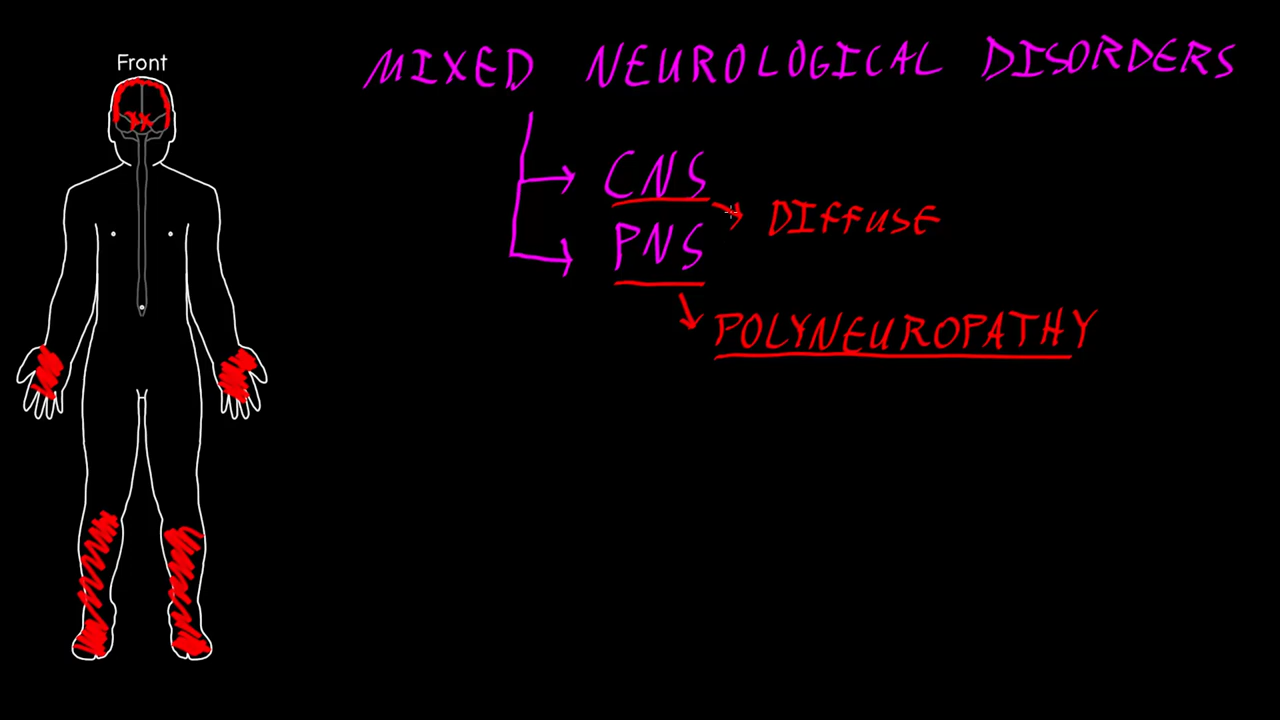 Front
MIXED NEUROLOGICAL DISORDERS
CNS
DIFFUSE
PNS
POLYNEUROPATHY